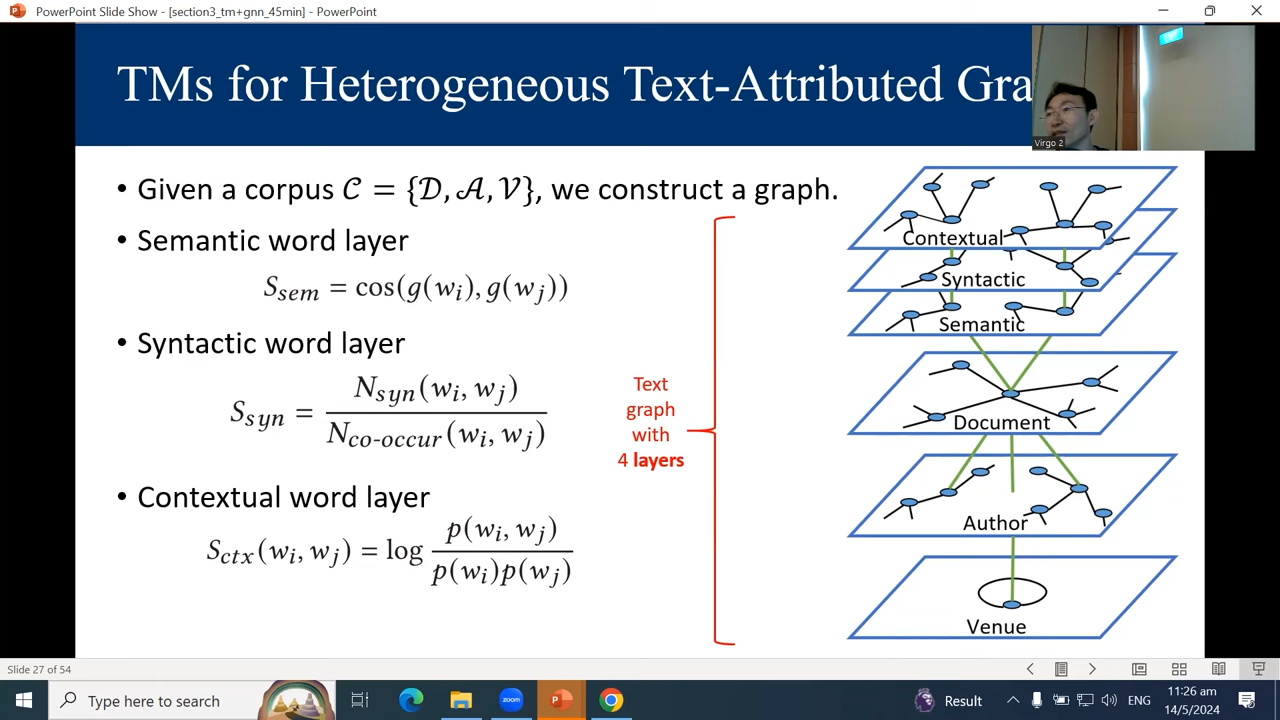 PowerPoint Slide Show - [section3_tm+gnn_45min] - PowerPoint
TMs for Heterogeneous Text-Attributed Gra
Virgo 2
• Given a corpus 𝒞 = {𝒟, 𝒜, 𝒱}, we construct a graph.
• Semantic word layer
S_sem = cos(g(w_i), g(w_j))
• Syntactic word layer
S_syn = N_syn(w_i, w_j) / N_co-occur(w_i, w_j)
• Contextual word layer
S_ctx(w_i, w_j) = log p(w_i, w_j) / p(w_i)p(w_j)
Text
graph
with
4 layers
Contextual
Syntactic
Semantic
Document
Author
Venue
Slide 27 of 54
Type here to search
zoom
Result
ENG
11:26 am
14/5/2024